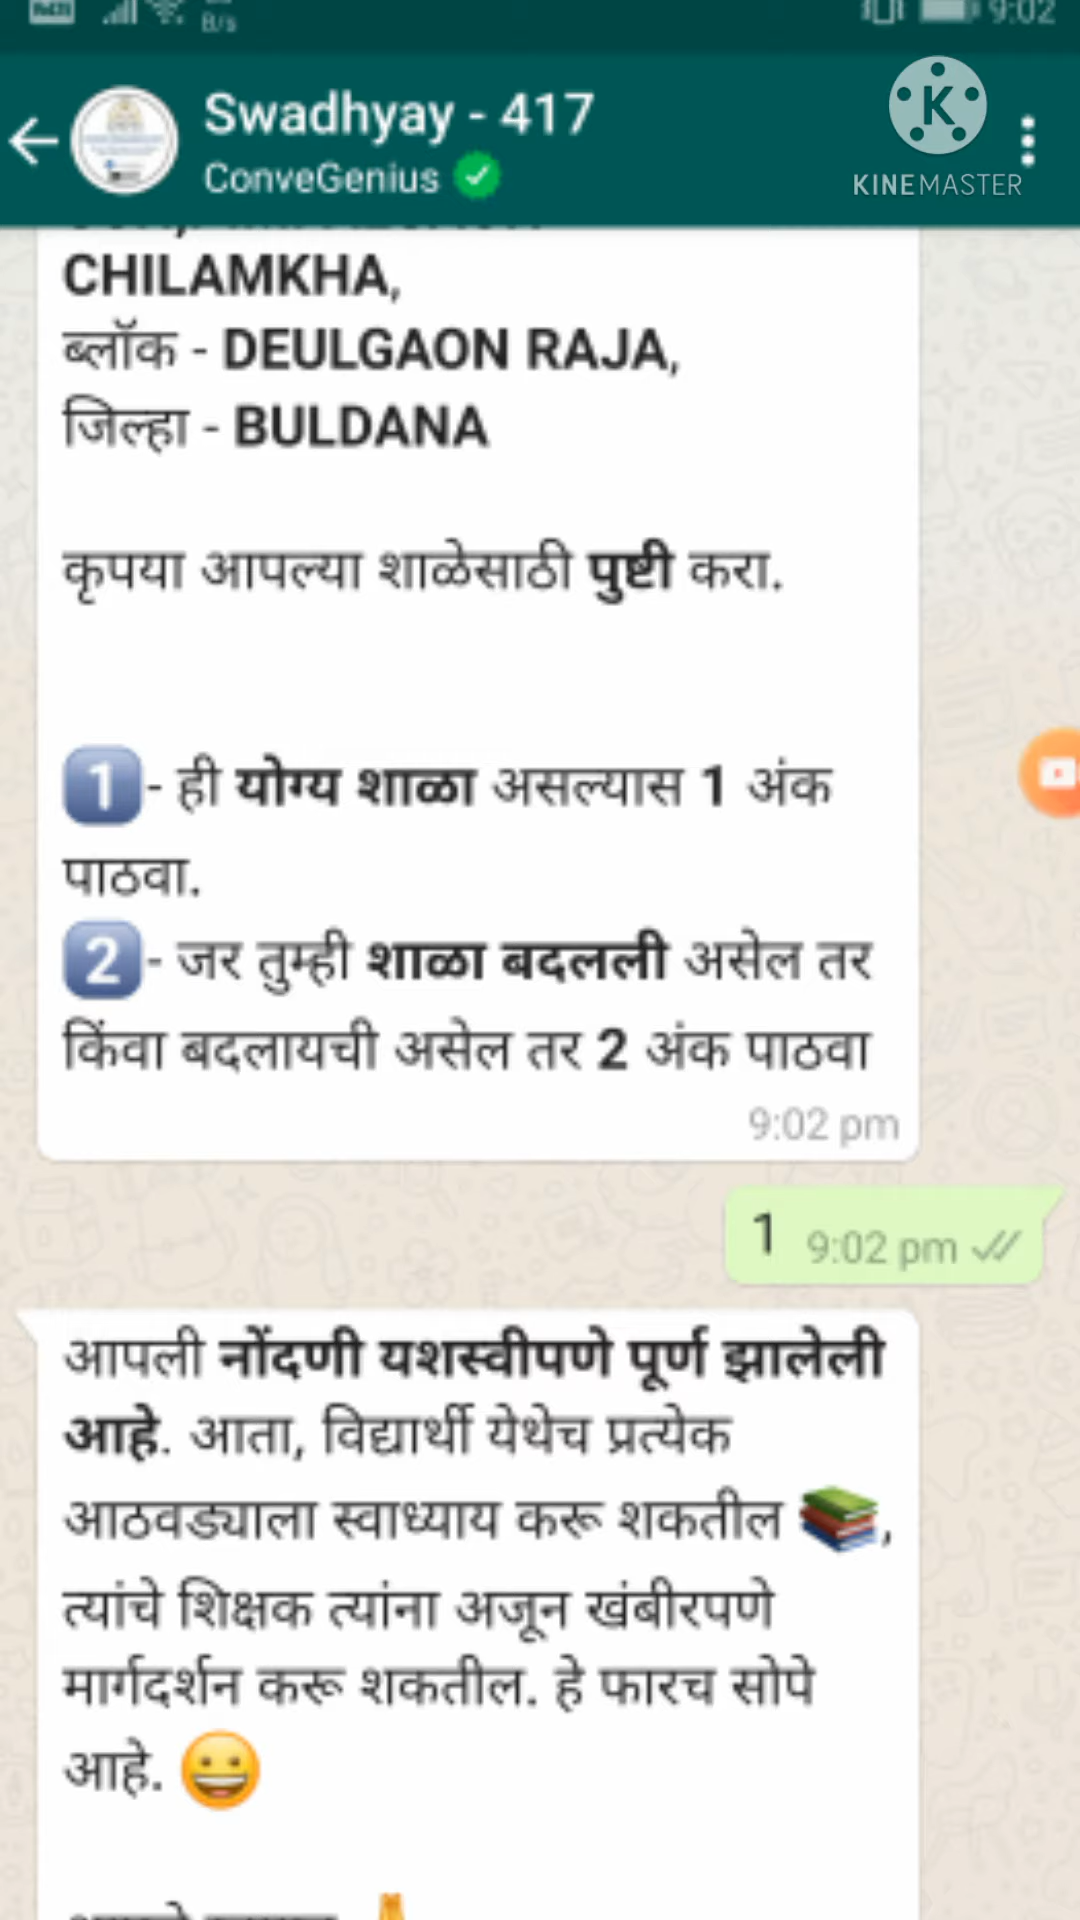 B/s
9:02
Swadhyay - 417
ConveGenius
K
KINEMASTER
CHILAMKHA,
ब्लॉक - DEULGAON RAJA,
जिल्हा - BULDANA
कृपया आपल्या शाळेसाठी पुष्टी करा.
1 - ही योग्य शाळा असल्यास 1 अंक
पाठवा.
2 - जर तुम्ही शाळा बदलली असेल तर
किंवा बदलायची असेल तर 2 अंक पाठवा
9:02 pm
1 9:02 pm
आपली नोंदणी यशस्वीपणे पूर्ण झालेली
आहे. आता, विद्यार्थी येथेच प्रत्येक
आठवड्याला स्वाध्याय करू शकतील 📚,
त्यांचे शिक्षक त्यांना अजून खंबीरपणे
मार्गदर्शन करू शकतील. हे फारच सोपे
आहे. 😀